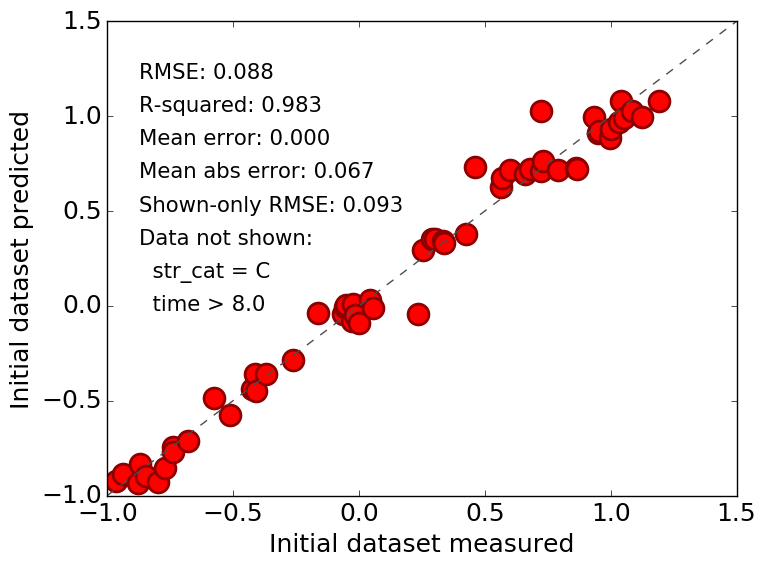 1.5
1.0
0.5
0.0
−0.5
−1.0
Initial dataset predicted
RMSE: 0.088
R-squared: 0.983
Mean error: 0.000
Mean abs error: 0.067
Shown-only RMSE: 0.093
Data not shown:
str_cat = C
time > 8.0
−1.0 −0.5 0.0 0.5 1.0 1.5
Initial dataset measured